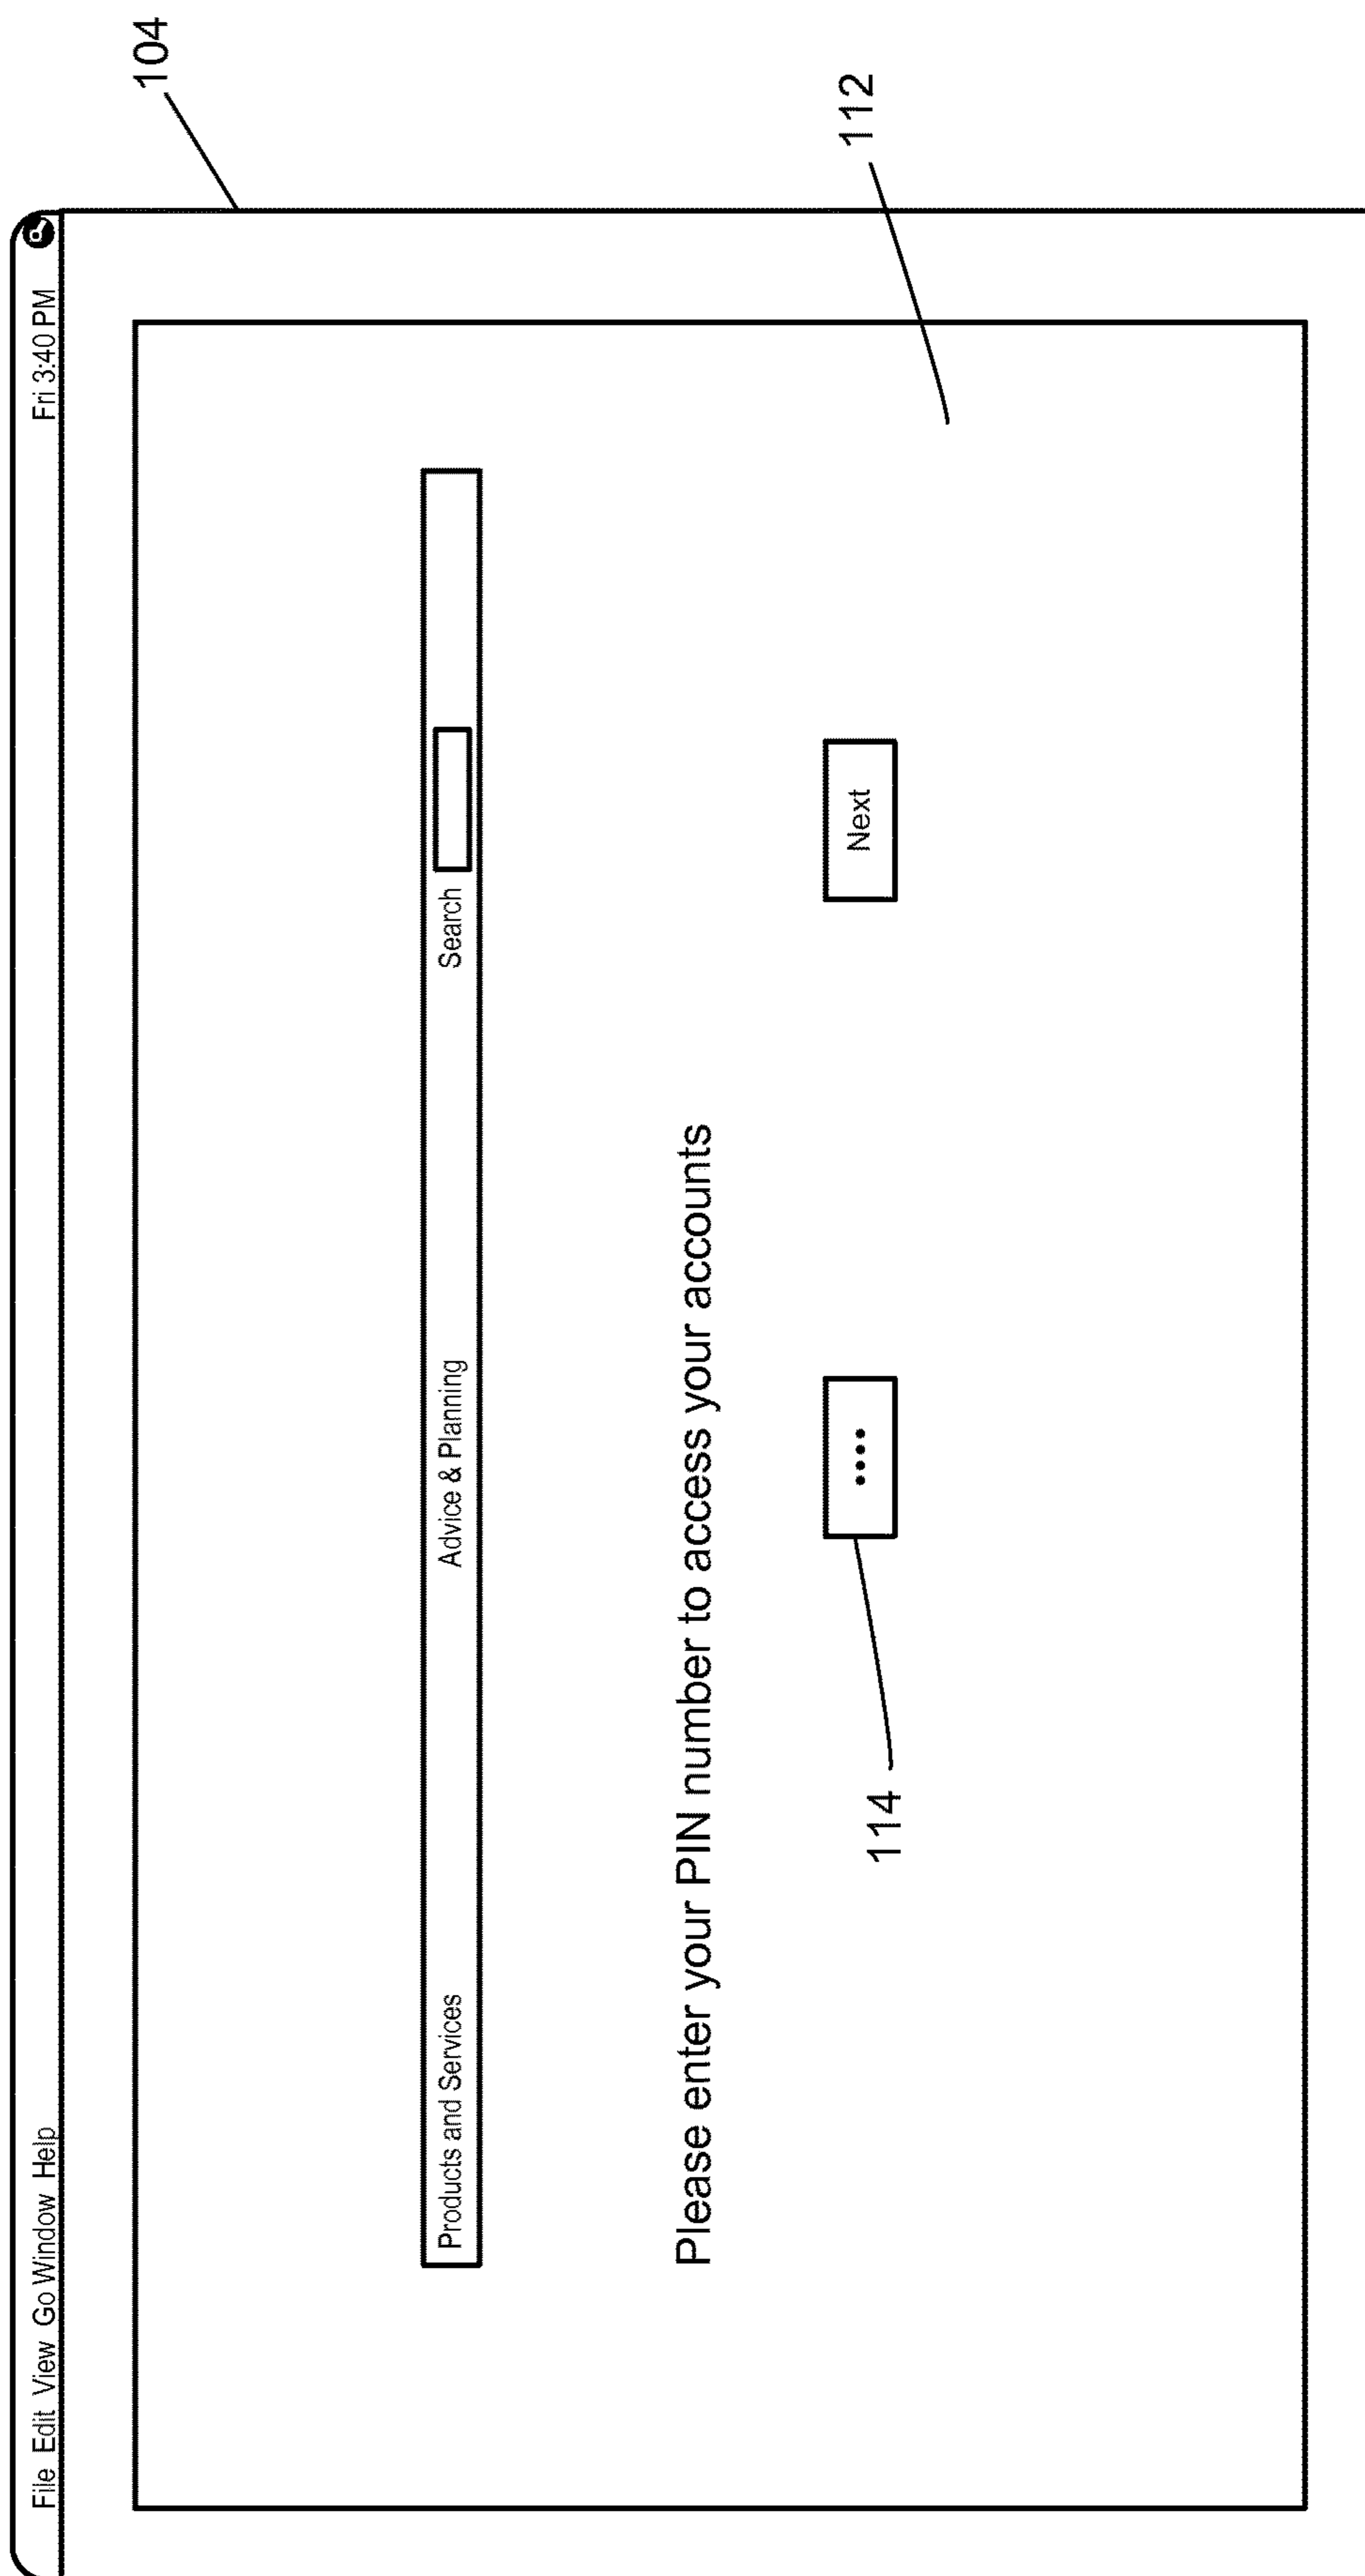 File Edit View Go Window Help Fri 3:40 PM
104
Products and Services Advice & Planning Search
Please enter your PIN number to access your accounts
•••• Next
112
114